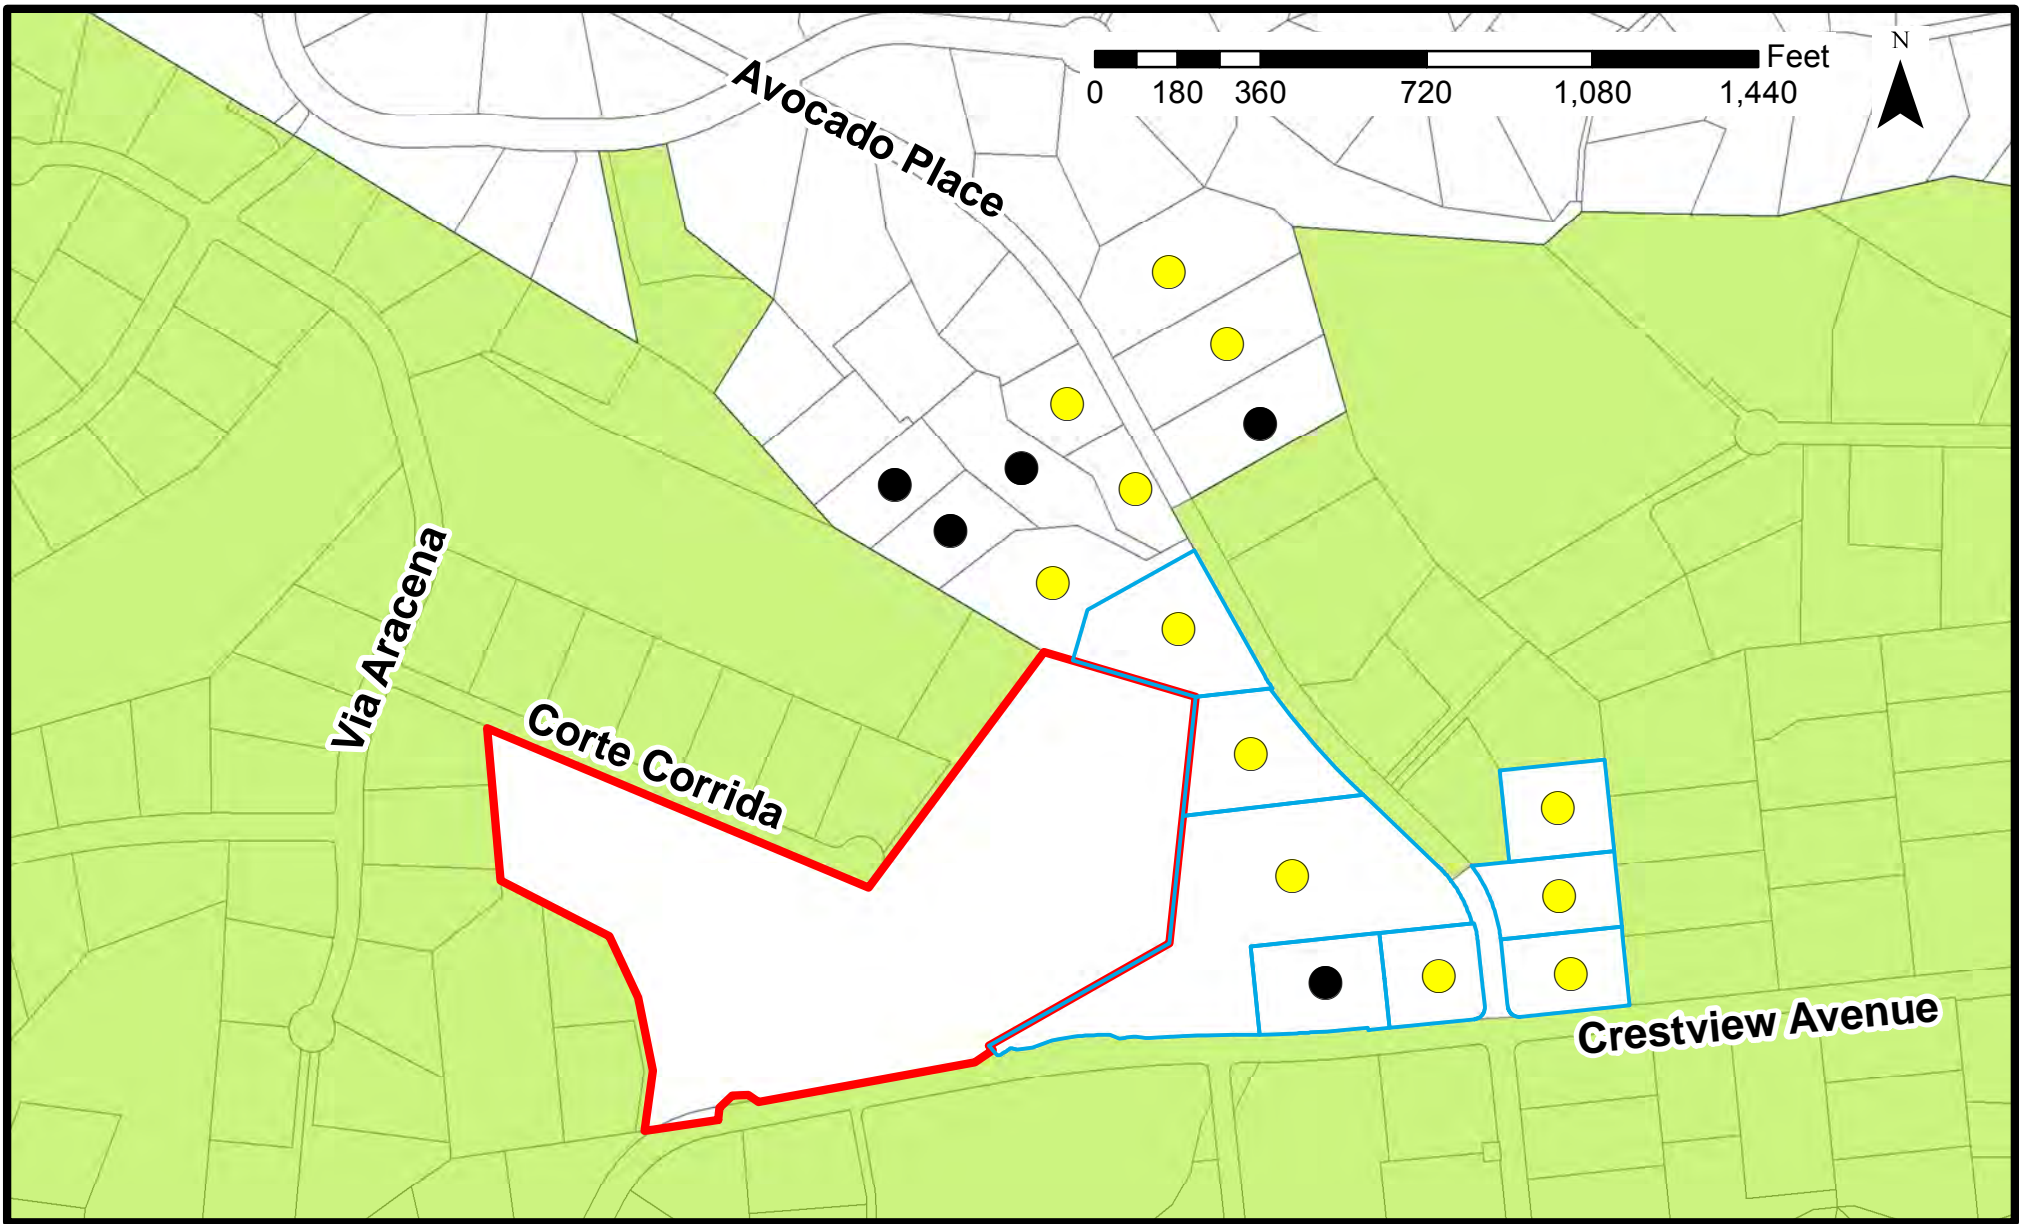 N
Feet
0 180 360 720 1,080 1,440
Avocado Place
Via Aracena
Corte Corrida
Crestview Avenue